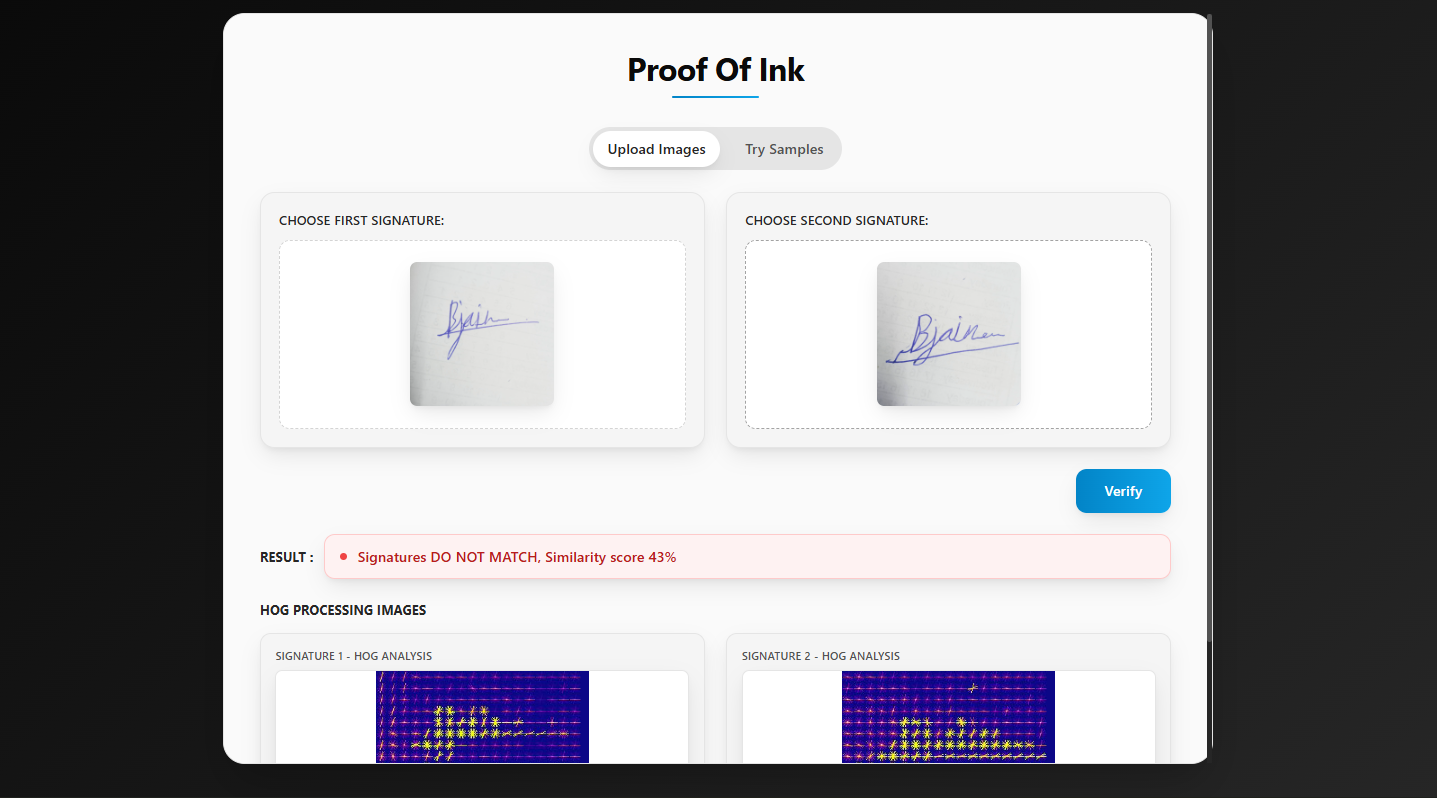 Proof Of Ink
Upload Images Try Samples
CHOOSE FIRST SIGNATURE: CHOOSE SECOND SIGNATURE:
Bjain Bjainen
Verify
RESULT : Signatures DO NOT MATCH, Similarity score 43%
HOG PROCESSING IMAGES
SIGNATURE 1 - HOG ANALYSIS SIGNATURE 2 - HOG ANALYSIS